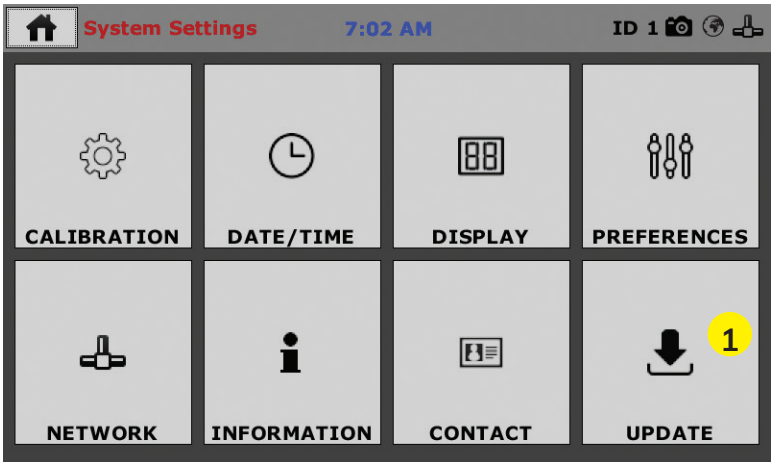 System Settings 7:02 AM ID 1
88
CALIBRATION DATE/TIME DISPLAY PREFERENCES
1
NETWORK INFORMATION CONTACT UPDATE